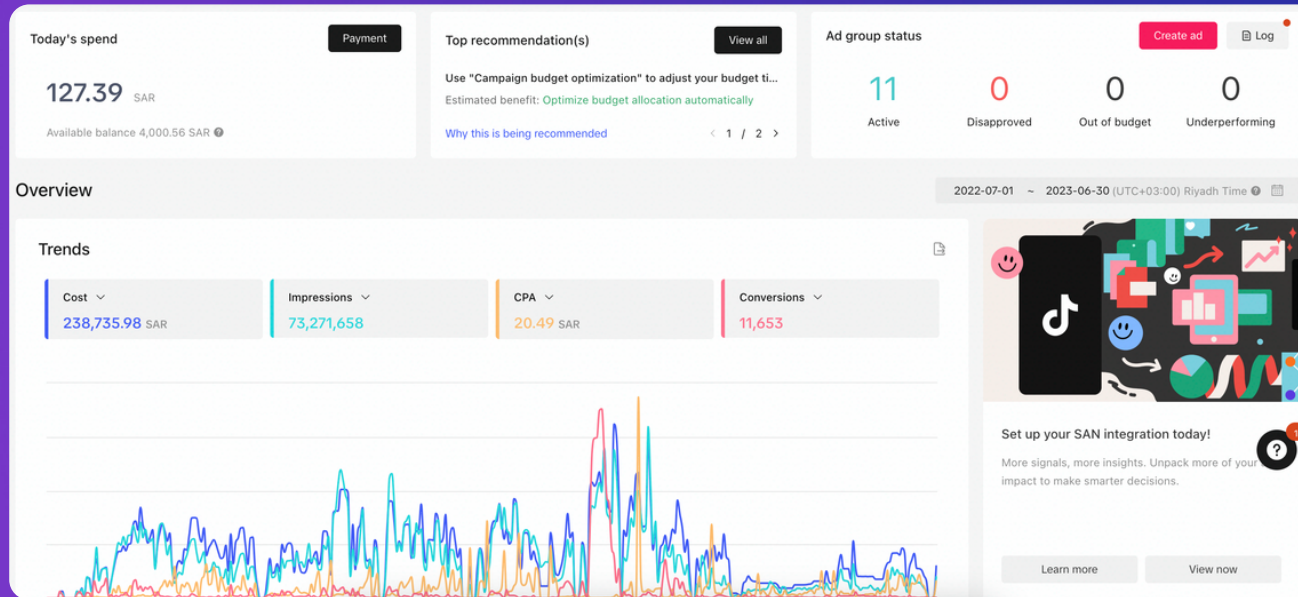 Today's spend
Payment
127.39 SAR
Available balance 4,000.56 SAR
Top recommendation(s)
View all
Use "Campaign budget optimization" to adjust your budget ti...
Estimated benefit: Optimize budget allocation automatically
Why this is being recommended
< 1 / 2 >
Ad group status
Create ad
Log
11
Active
0
Disapproved
0
Out of budget
0
Underperforming
Overview
2022-07-01 ~ 2023-06-30 (UTC+03:00) Riyadh Time
Trends
Cost
238,735.98 SAR
Impressions
73,271,658
CPA
20.49 SAR
Conversions
11,653
Set up your SAN integration today!
More signals, more insights. Unpack more of your
impact to make smarter decisions.
Learn more
View now